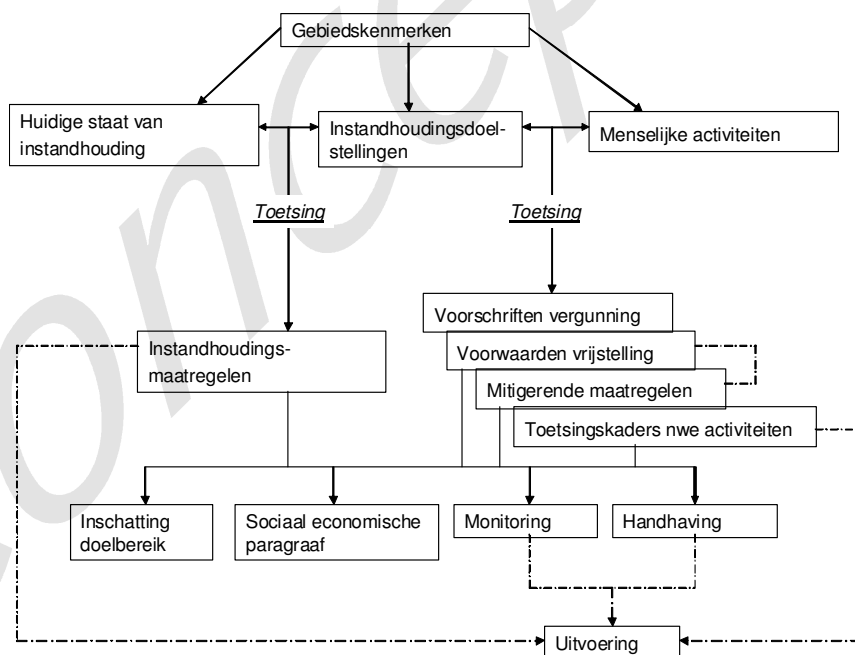 Gebiedskenmerken
Huidige staat van
instandhouding
Instandhoudingsdoel-
stellingen
Menselijke activiteiten
Toetsing
Toetsing
Voorschriften vergunning
Instandhoudings-
maatregelen
Voorwaarden vrijstelling
Mitigerende maatregelen
Toetsingskaders nwe activiteiten
Inschatting
doelbereik
Sociaal economische
paragraaf
Monitoring
Handhaving
Uitvoering
concep